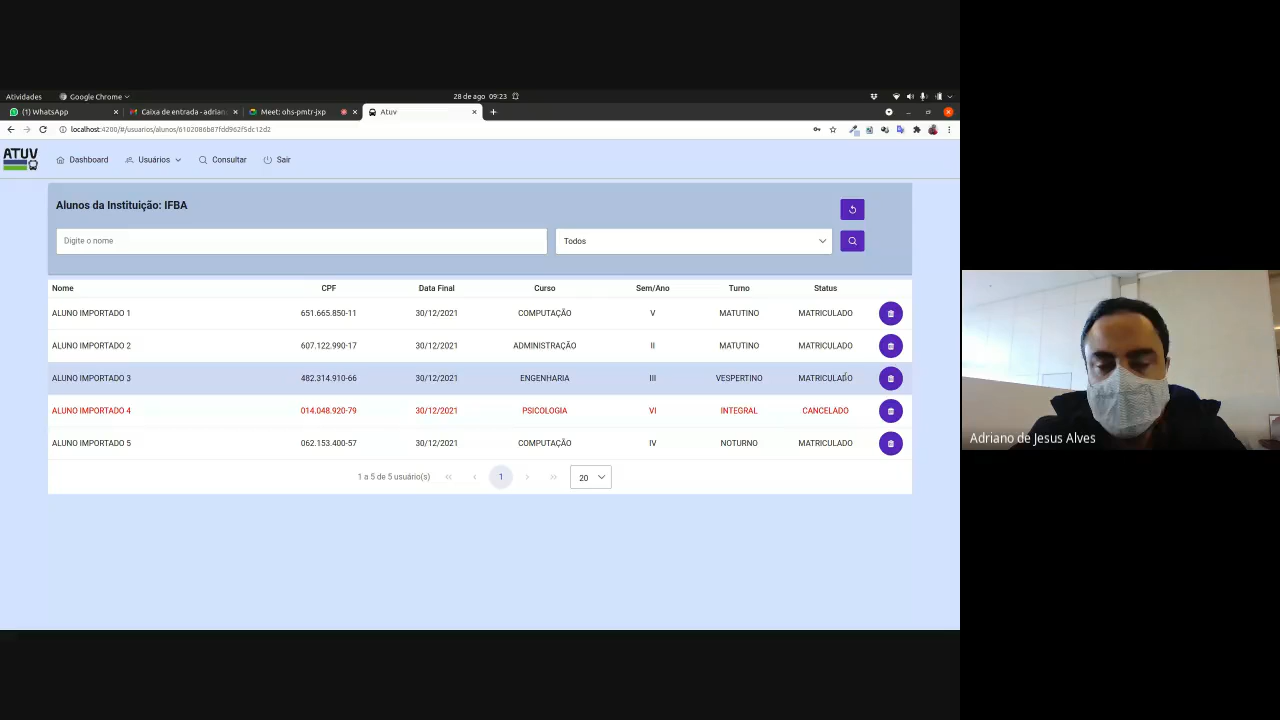 Atividades Google Chrome 28 de ago 09:23
(1) WhatsApp Caixa de entrada - adrian Meet: ohs-pmtr-jxp Atuv
localhost:4200/#/usuarios/alunos/6102086b87fdd962f5dc12d2
ATUV Dashboard Usuários Consultar Sair
Alunos da Instituição: IFBA
Digite o nome Todos
Nome CPF Data Final Curso Sem/Ano Turno Status
ALUNO IMPORTADO 1 651.665.850-11 30/12/2021 COMPUTAÇÃO V MATUTINO MATRICULADO
ALUNO IMPORTADO 2 607.122.990-17 30/12/2021 ADMINISTRAÇÃO II MATUTINO MATRICULADO
ALUNO IMPORTADO 3 482.314.910-66 30/12/2021 ENGENHARIA III VESPERTINO MATRICULADO
ALUNO IMPORTADO 4 014.048.920-79 30/12/2021 PSICOLOGIA VI INTEGRAL CANCELADO
ALUNO IMPORTADO 5 062.153.400-57 30/12/2021 COMPUTAÇÃO IV NOTURNO MATRICULADO
1 a 5 de 5 usuário(s) « ‹ 1 › » 20
Adriano de Jesus Alves